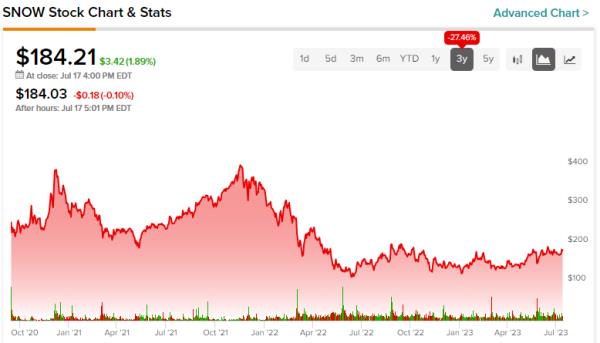 SNOW Stock Chart & Stats
Advanced Chart >
-27.46%
$184.21 $3.42 (1.89%)
1d 5d 3m 6m YTD 1y 3y 5y
At close: Jul 17 4:00 PM EDT
$184.03 -$0.18 (-0.10%)
After hours: Jul 17 5:01 PM EDT
$400
$300
$200
$100
Oct '20 Jan '21 Apr '21 Jul '21 Oct '21 Jan '22 Apr '22 Jul '22 Oct '22 Jan '23 Apr '23 Jul '23